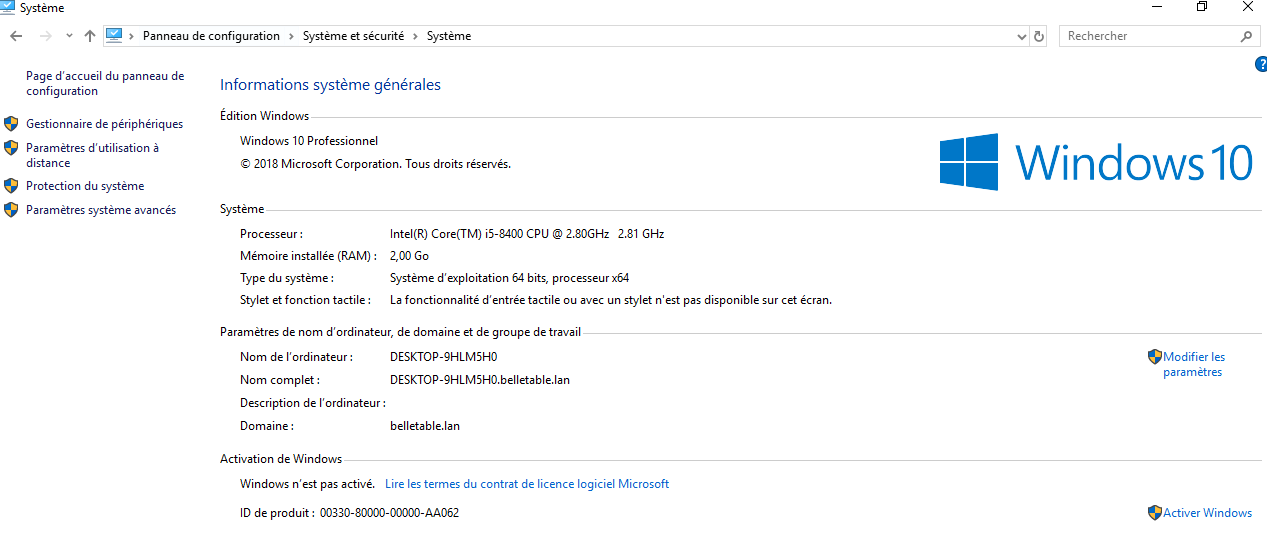 Système
Panneau de configuration
Système et sécurité
Système
Rechercher
?
Page d'accueil du panneau de
configuration
Gestionnaire de périphériques
Paramètres d'utilisation à
distance
Protection du système
Paramètres système avancés
Informations système générales
Édition Windows
Windows 10 Professionnel
© 2018 Microsoft Corporation. Tous droits réservés.
Windows 10
Système
Processeur : Intel(R) Core(TM) i5-8400 CPU @ 2.80GHz 2.81 GHz
Mémoire installée (RAM) : 2,00 Go
Type du système : Système d'exploitation 64 bits, processeur x64
Stylet et fonction tactile : La fonctionnalité d'entrée tactile ou avec un stylet n'est pas disponible sur cet écran.
Paramètres de nom d'ordinateur, de domaine et de groupe de travail
Nom de l'ordinateur : DESKTOP-9HLM5H0
Modifier les
paramètres
Nom complet : DESKTOP-9HLM5H0.belletable.lan
Description de l'ordinateur :
Domaine : belletable.lan
Activation de Windows
Windows n'est pas activé. Lire les termes du contrat de licence logiciel Microsoft
ID de produit : 00330-80000-00000-AA062
Activer Windows